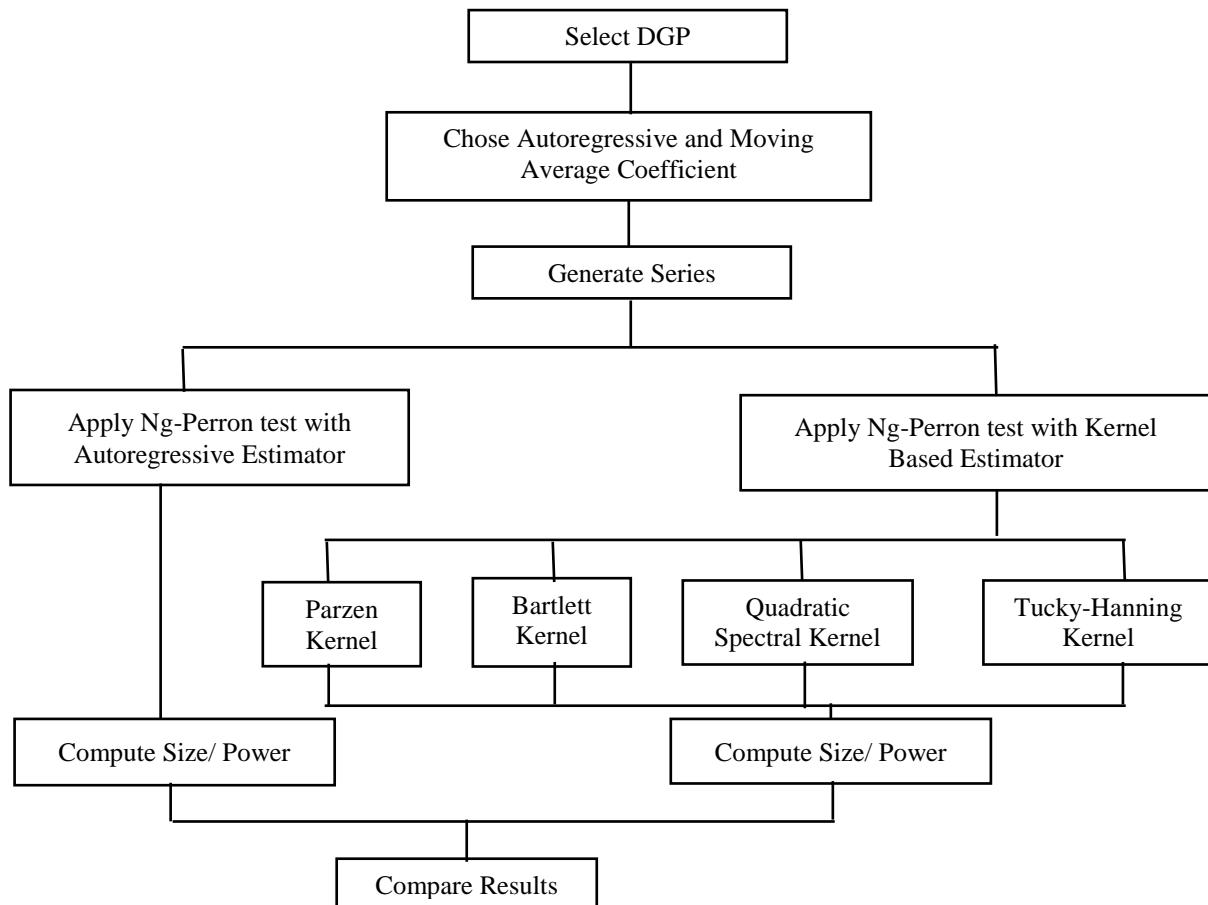 Select DGP
Chose Autoregressive and Moving
Average Coefficient
Generate Series
Apply Ng-Perron test with
Autoregressive Estimator
Apply Ng-Perron test with Kernel
Based Estimator
Parzen
Kernel
Bartlett
Kernel
Quadratic
Spectral Kernel
Tucky-Hanning
Kernel
Compute Size/ Power
Compute Size/ Power
Compare Results